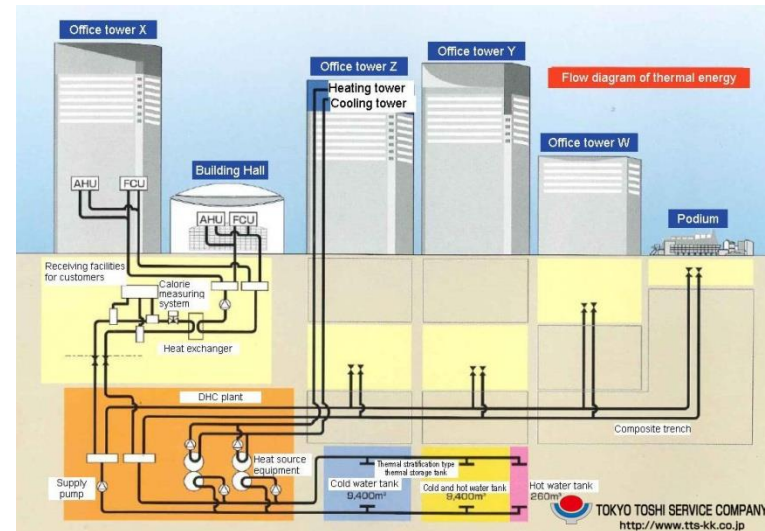 Office tower X
Office tower Z
Office tower Y
Flow diagram of thermal energy
Heating tower
Cooling tower
Office tower W
Building Hall
Podium
AHU
FCU
AHU
FCU
Receiving facilities
for customers
Calorie
measuring
system
Heat exchanger
DHC plant
Composite trench
Heat source
equipment
Supply
pump
Thermal stratification type
thermal storage tank
Cold water tank
9,400m³
Cold and hot water tank
9,400m³
Hot water tank
260m³
TOKYO TOSHI SERVICE COMPANY
http://www.tts-kk.co.jp